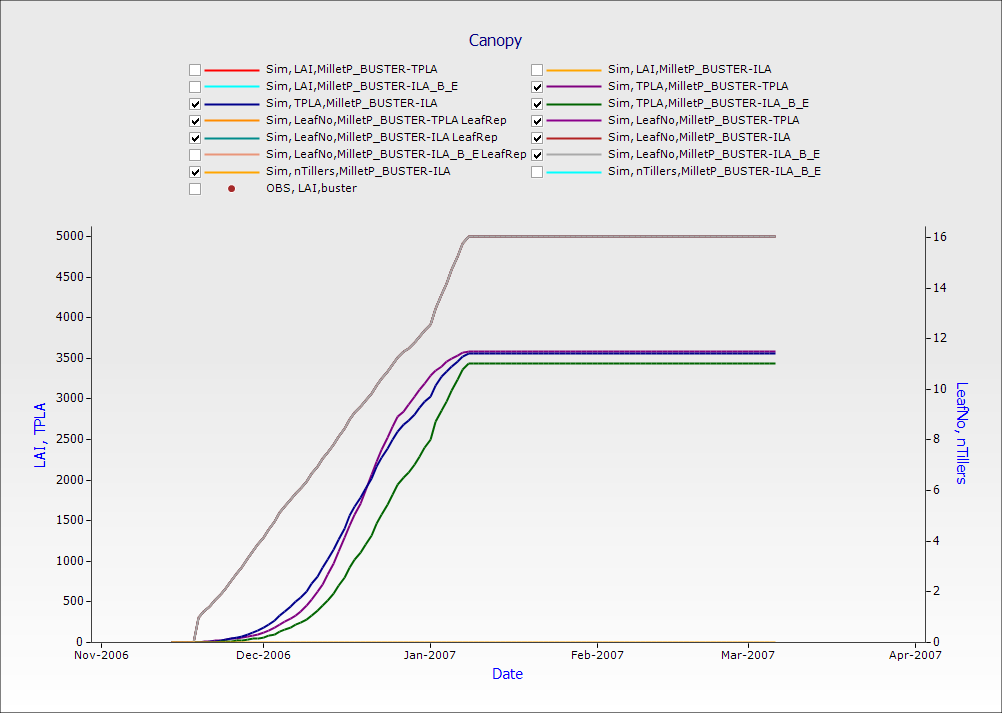 Canopy
Sim, LAI,MilletP_BUSTER-TPLA
Sim, LAI,MilletP_BUSTER-ILA
Sim, LAI,MilletP_BUSTER-ILA_B_E
Sim, TPLA,MilletP_BUSTER-TPLA
Sim, TPLA,MilletP_BUSTER-ILA
Sim, TPLA,MilletP_BUSTER-ILA_B_E
Sim, LeafNo,MilletP_BUSTER-TPLA LeafRep
Sim, LeafNo,MilletP_BUSTER-TPLA
Sim, LeafNo,MilletP_BUSTER-ILA LeafRep
Sim, LeafNo,MilletP_BUSTER-ILA
Sim, LeafNo,MilletP_BUSTER-ILA_B_E LeafRep
Sim, LeafNo,MilletP_BUSTER-ILA_B_E
Sim, nTillers,MilletP_BUSTER-ILA
Sim, nTillers,MilletP_BUSTER-ILA_B_E
OBS, LAI,buster
5000
4500
4000
3500
3000
2500
2000
1500
1000
500
0
LAI, TPLA
16
14
12
10
8
6
4
2
0
LeafNo, nTillers
Nov-2006
Dec-2006
Jan-2007
Feb-2007
Mar-2007
Apr-2007
Date